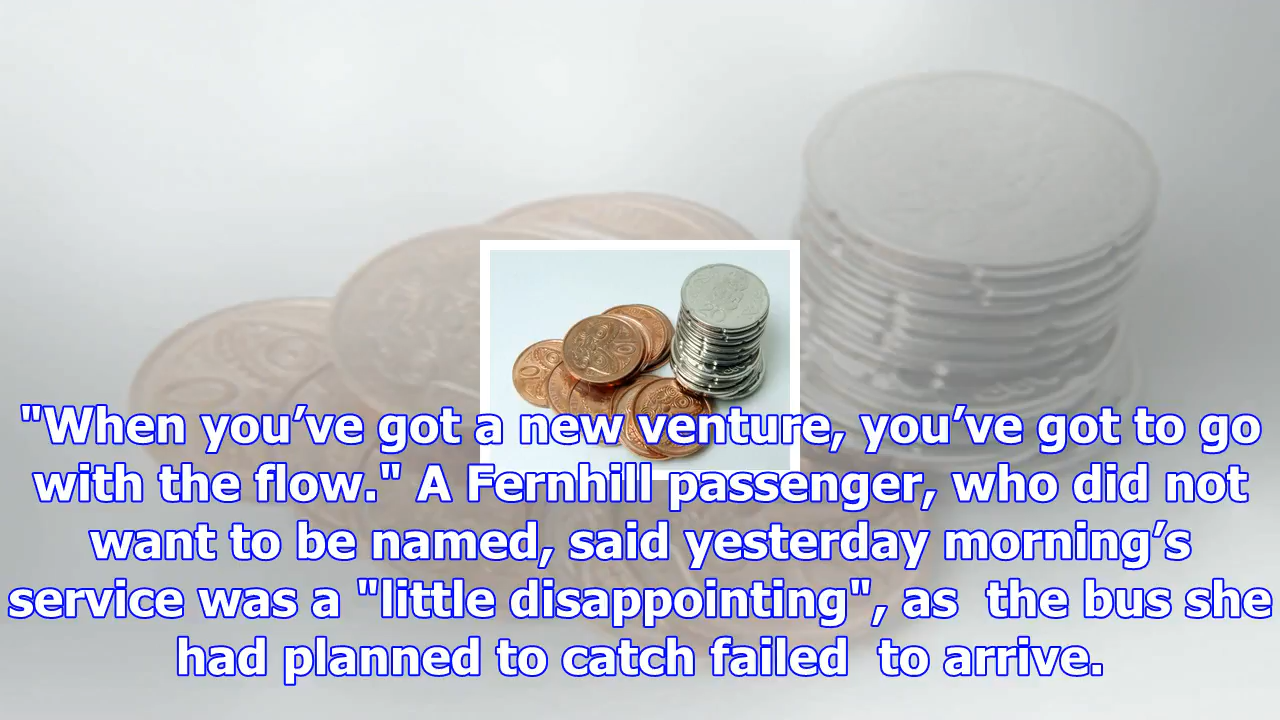 "When you’ve got a new venture, you’ve got to go
with the flow." A Fernhill passenger, who did not
want to be named, said yesterday morning’s
service was a "little disappointing", as  the bus she
had planned to catch failed  to arrive.
10
20